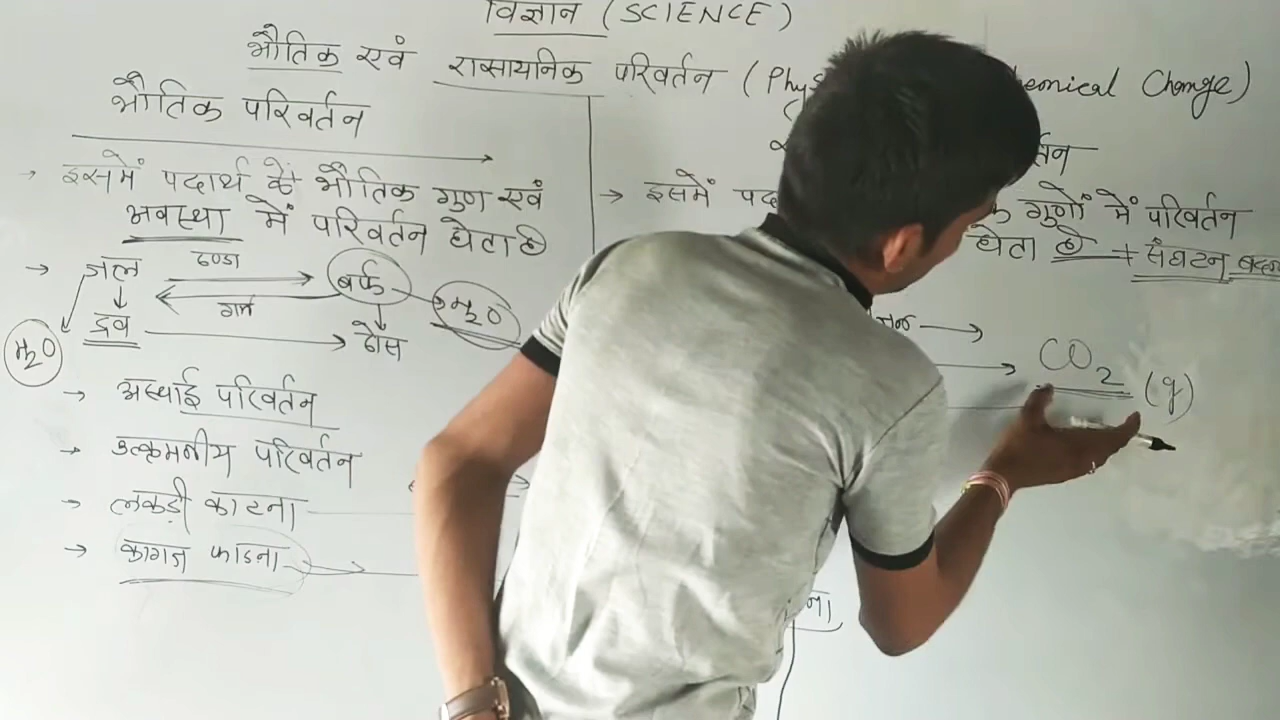 विज्ञान (SCIENCE)
भौतिक एवं रासायनिक परिवर्तन (Phy emical Change)
भौतिक परिवर्तन
→ इसमें पदार्थ के भौतिक गुण एवं
अवस्था में परिवर्तन होता है
→ जल ठण्डा बर्फ H2O
गर्म
द्रव → ठोस
H2O
→ अस्थाई परिवर्तन
→ उत्क्रमनीय परिवर्तन
→ लकड़ी काटना
→ कागज फाडना
→ इसमें गुणों में परिवर्तन
होता है + संघटन
CO2 (g)